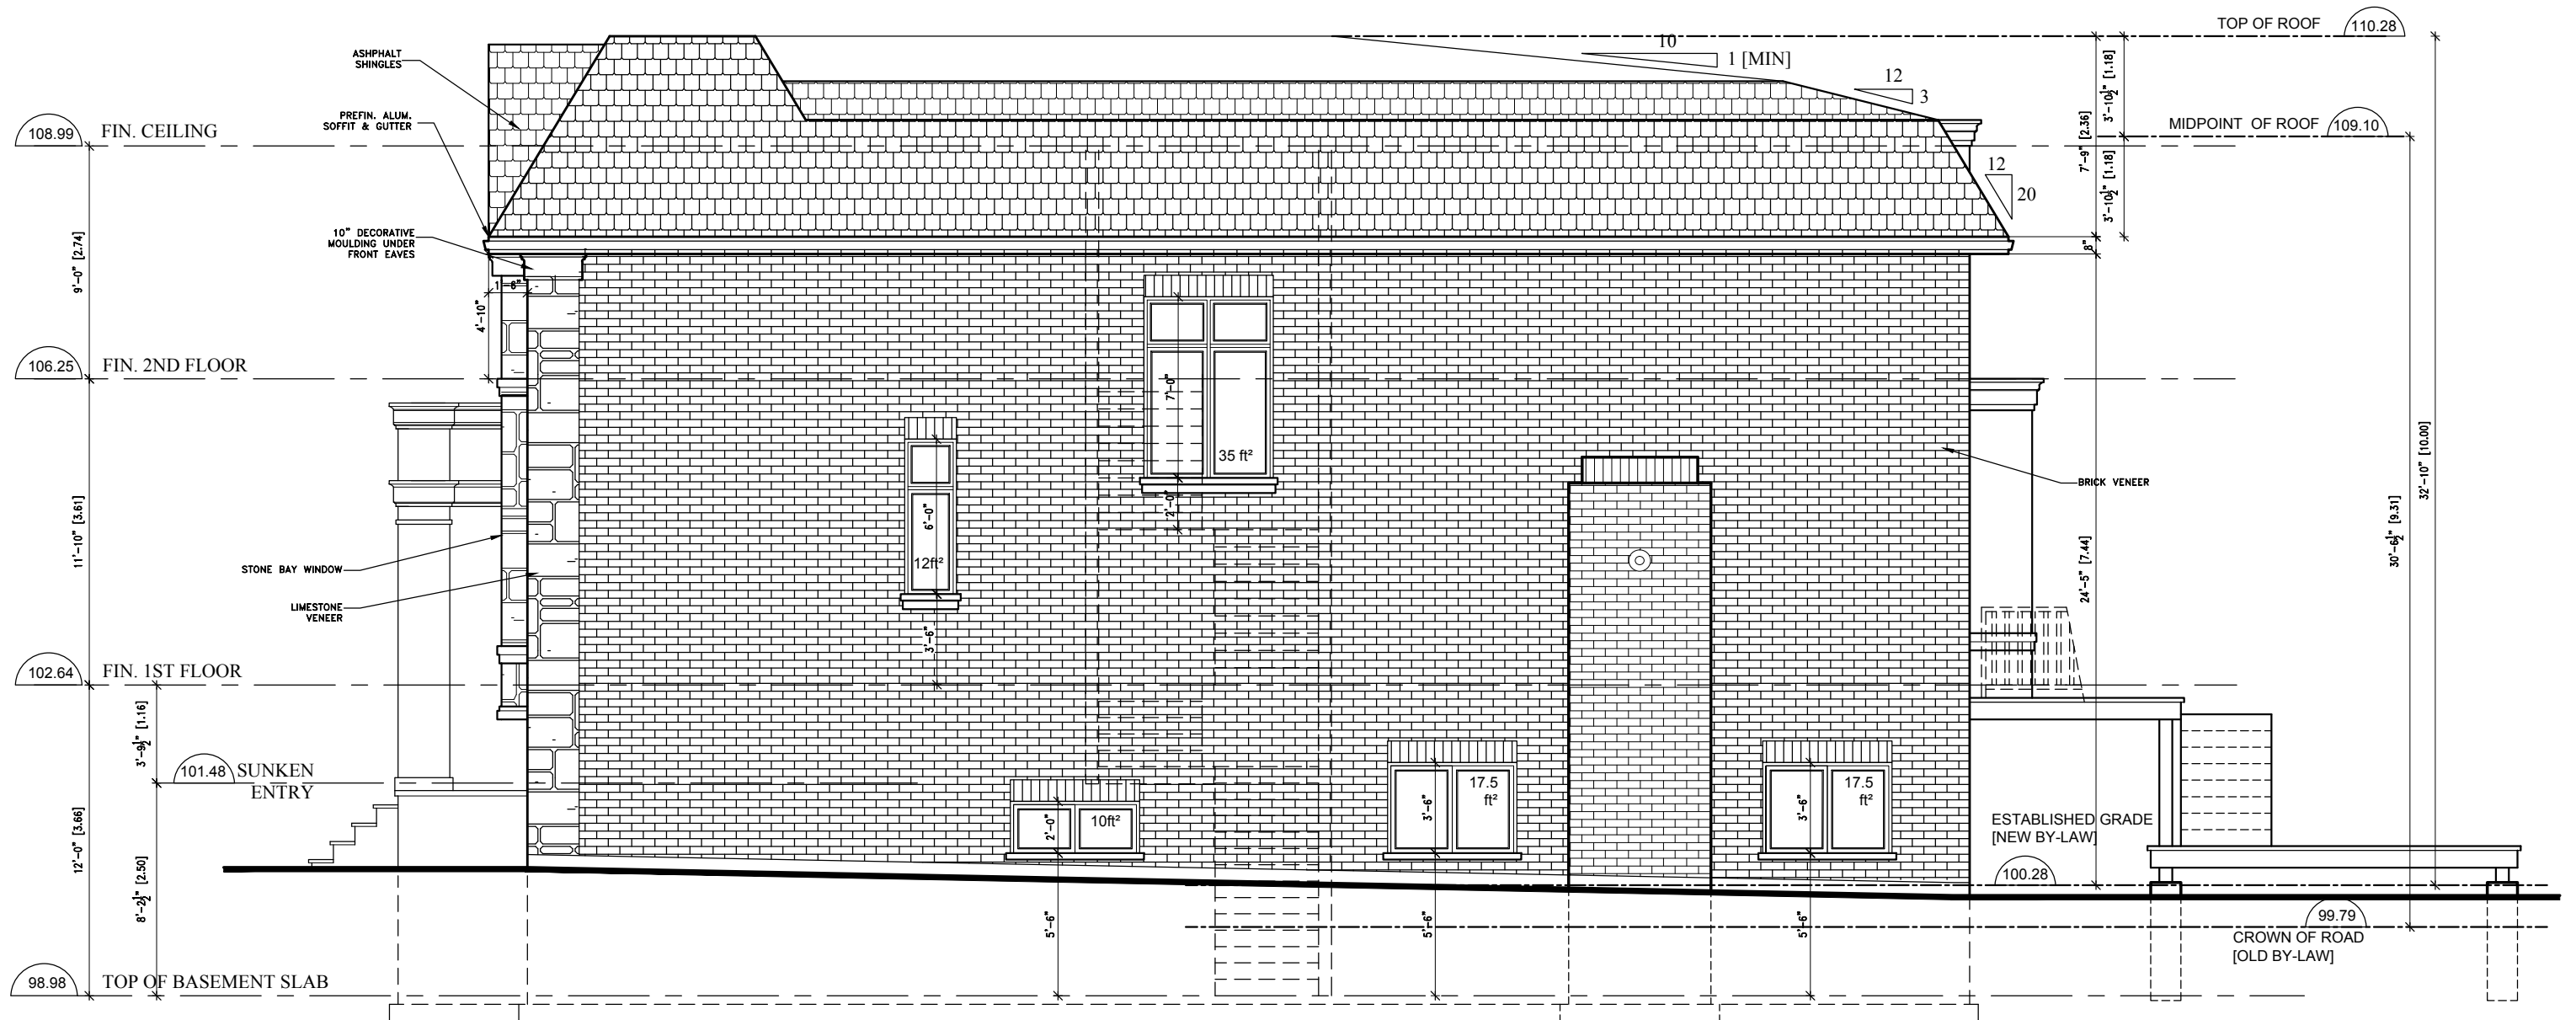 TOP OF ROOF 110.28
10
1 [MIN]
12
3
3'-10½" [1.18]
7'-9" [2.36]
MIDPOINT OF ROOF 109.10
3'-10½" [1.18]
12
20
8"
ASHPHALT
SHINGLES
PREFIN. ALUM.
SOFFIT & GUTTER
108.99 FIN. CEILING
10" DECORATIVE
MOULDING UNDER
FRONT EAVES
9'-0" [2.74]
1'-8"
4'-10"
106.25 FIN. 2ND FLOOR
7'-0"
35 ft²
2'-0"
6'-0"
12ft²
3'-6"
BRICK VENEER
32'-10" [10.00]
30'-6½" [9.31]
24'-5" [7.44]
11'-10" [3.61]
STONE BAY WINDOW
LIMESTONE
VENEER
102.64 FIN. 1ST FLOOR
3'-9½" [1.16]
101.48 SUNKEN
ENTRY
12'-0" [3.66]
8'-2½" [2.50]
2'-0"
10ft²
3'-6"
17.5
ft²
3'-6"
17.5
ft²
5'-6"
5'-6"
5'-6"
ESTABLISHED GRADE
[NEW BY-LAW]
100.28
99.79
CROWN OF ROAD
[OLD BY-LAW]
98.98 TOP OF BASEMENT SLAB